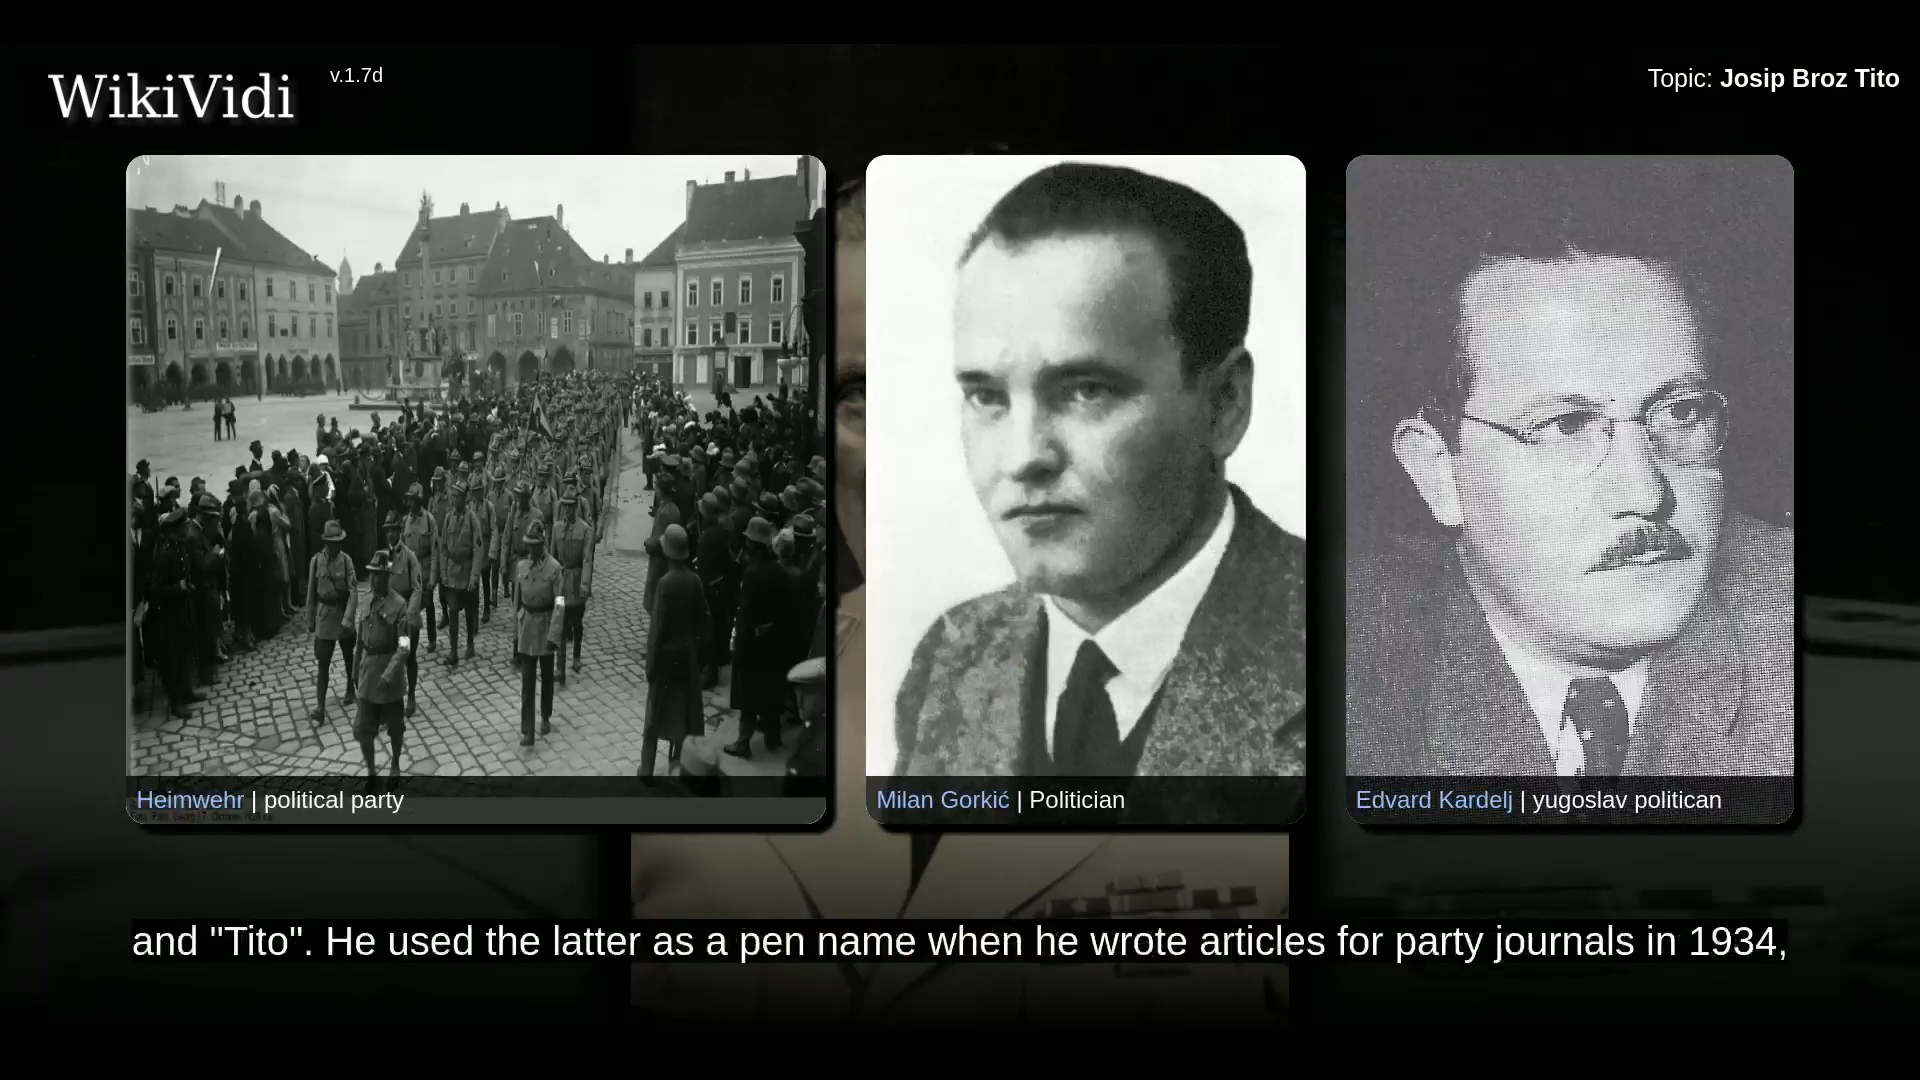 WikiVidi
v.1.7d
Topic: Josip Broz Tito
Heimwehr | political party
Milan Gorkić | Politician
Edvard Kardelj | yugoslav politican
and "Tito". He used the latter as a pen name when he wrote articles for party journals in 1934,